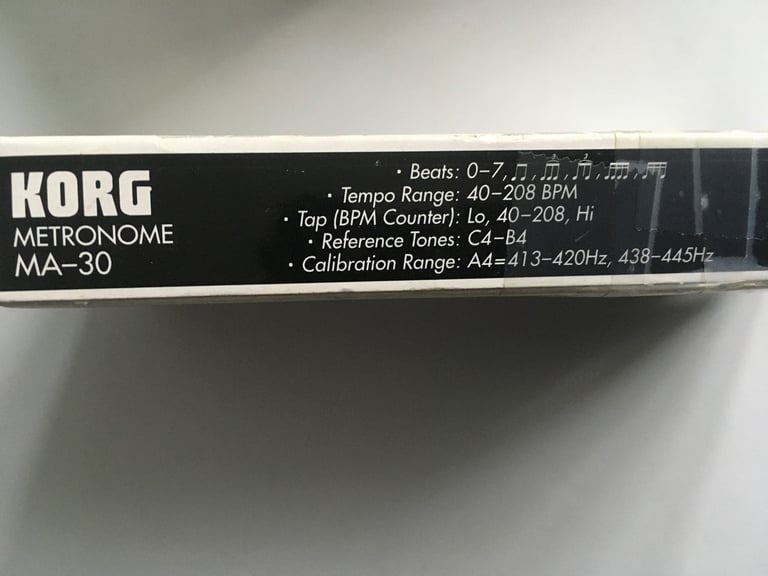 KORG
METRONOME
MA-30
· Beats: 0-7, ♫, , , ,
· Tempo Range: 40-208 BPM
· Tap (BPM Counter): Lo, 40-208, Hi
· Reference Tones: C4-B4
· Calibration Range: A4=413-420Hz, 438-445Hz